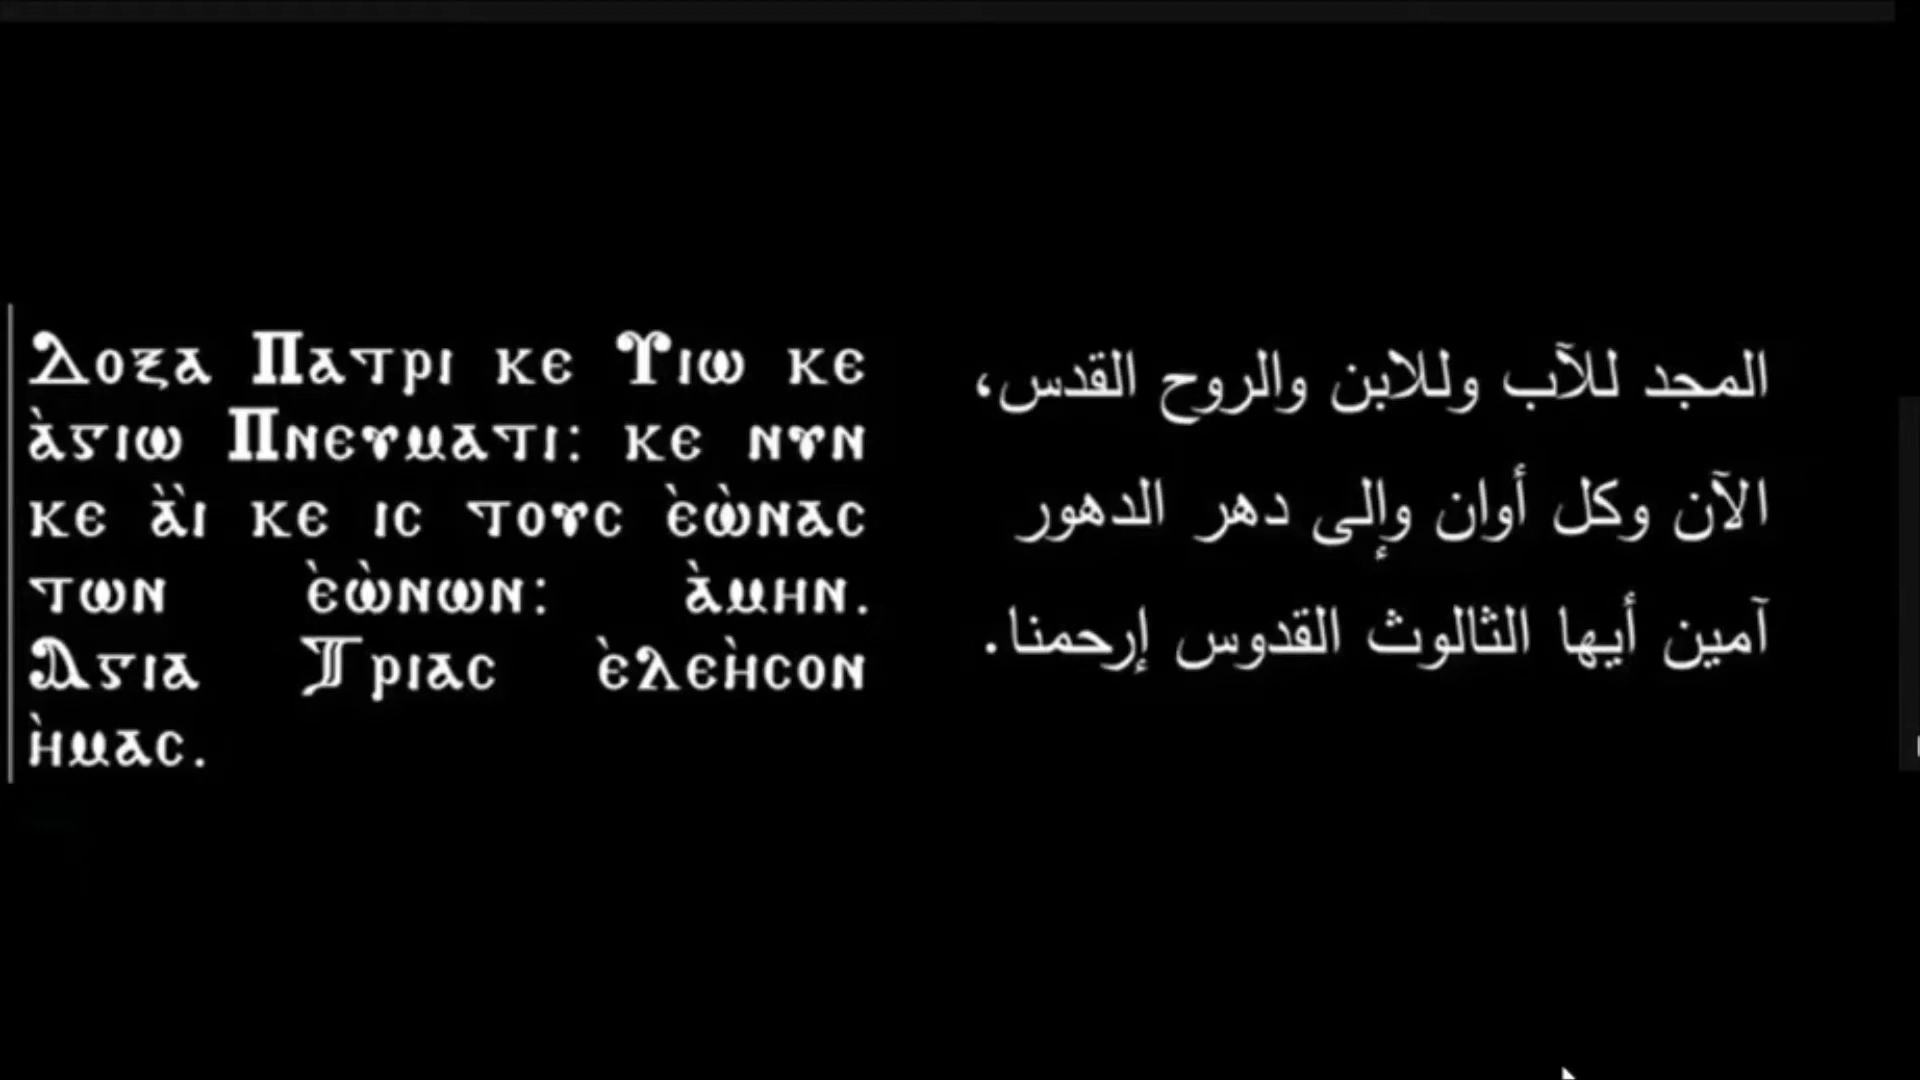 Ⲇⲟⲝⲁ Ⲡⲁⲧⲣⲓ ⲕⲉ Ⲩⲓⲱ ⲕⲉ
ⲁ̀ⲅⲓⲱ Ⲡⲛⲉⲩⲙⲁⲧⲓ: ⲕⲉ ⲛⲩⲛ
ⲕⲉ ⲁ̀ⲓ̀ ⲕⲉ ⲓⲥ ⲧⲟⲩⲥ ⲉ̀ⲱ̀ⲛⲁⲥ
ⲧⲱⲛ ⲉ̀ⲱ̀ⲛⲱⲛ: ⲁ̀ⲙⲏⲛ.
Ⲁⲅⲓⲁ Ⲧⲣⲓⲁⲥ ⲉ̀ⲗⲉⲏ̀ⲥⲟⲛ
ⲏ̀ⲙⲁⲥ.
المجد للآب وللابن والروح القدس،
الآن وكل أوان وإلى دهر الدهور
آمين أيها الثالوث القدوس إرحمنا.